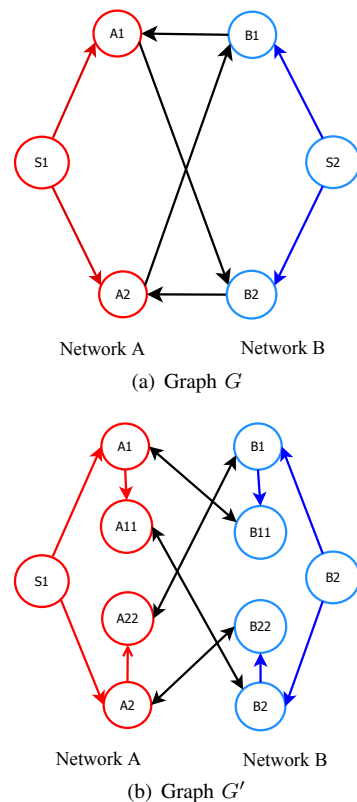 A1 B1
S1 S2
A2 B2
Network A Network B
(a) Graph G
A1 B1
A11 B11
S1 B2
A22 B22
A2 B2
Network A Network B
(b) Graph G′